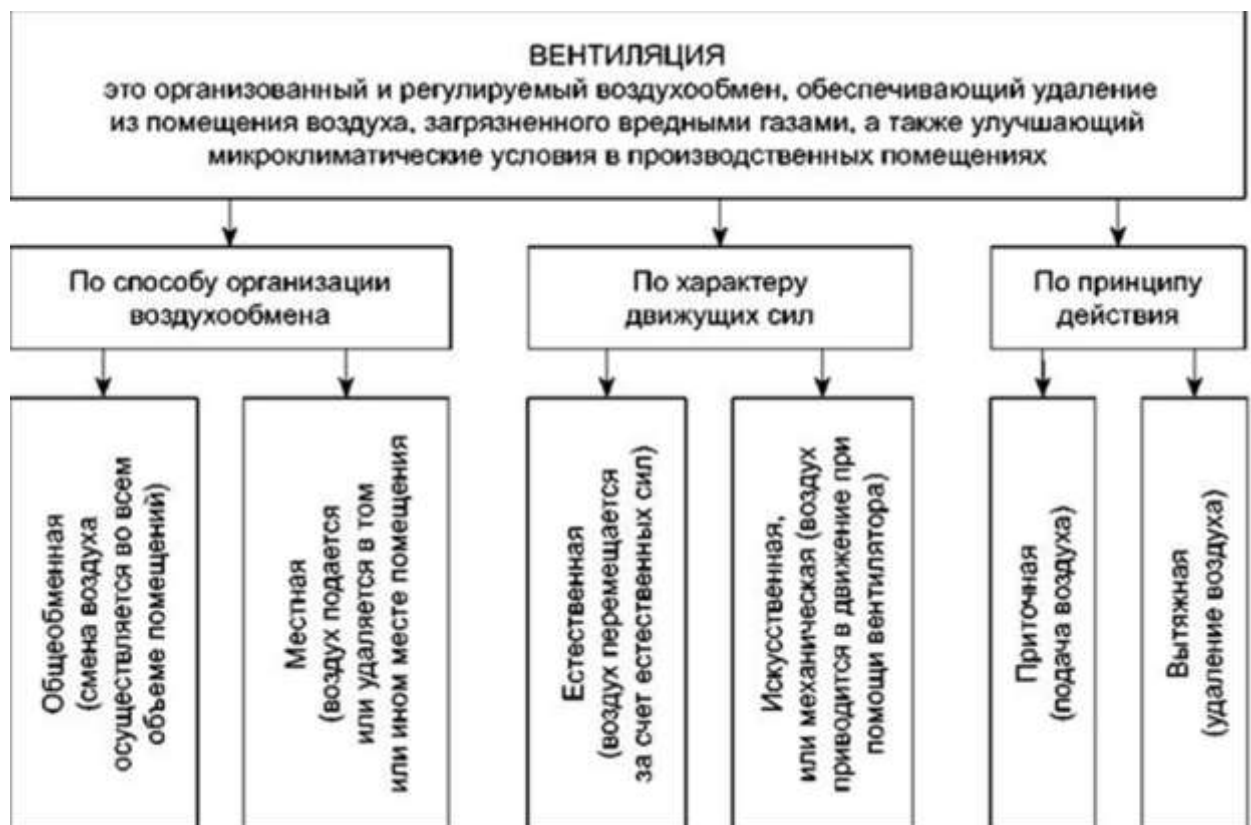 ВЕНТИЛЯЦИЯ
это организованный и регулируемый воздухообмен, обеспечивающий удаление
из помещения воздуха, загрязненного вредными газами, а также улучшающий
микроклиматические условия в производственных помещениях
По способу организации
воздухообмена
По характеру
движущих сил
По принципу
действия
Общеобменная
(смена воздуха
осуществляется во всем
объеме помещений)
Местная
(воздух подается
или удаляется в том
или ином месте помещения
Естественная
(воздух перемещается
за счет естественных сил)
Искусственная,
или механическая (воздух
приводится в движение при
помощи вентилятора)
Приточная
(подача воздуха)
Вытяжная
(удаление воздуха)